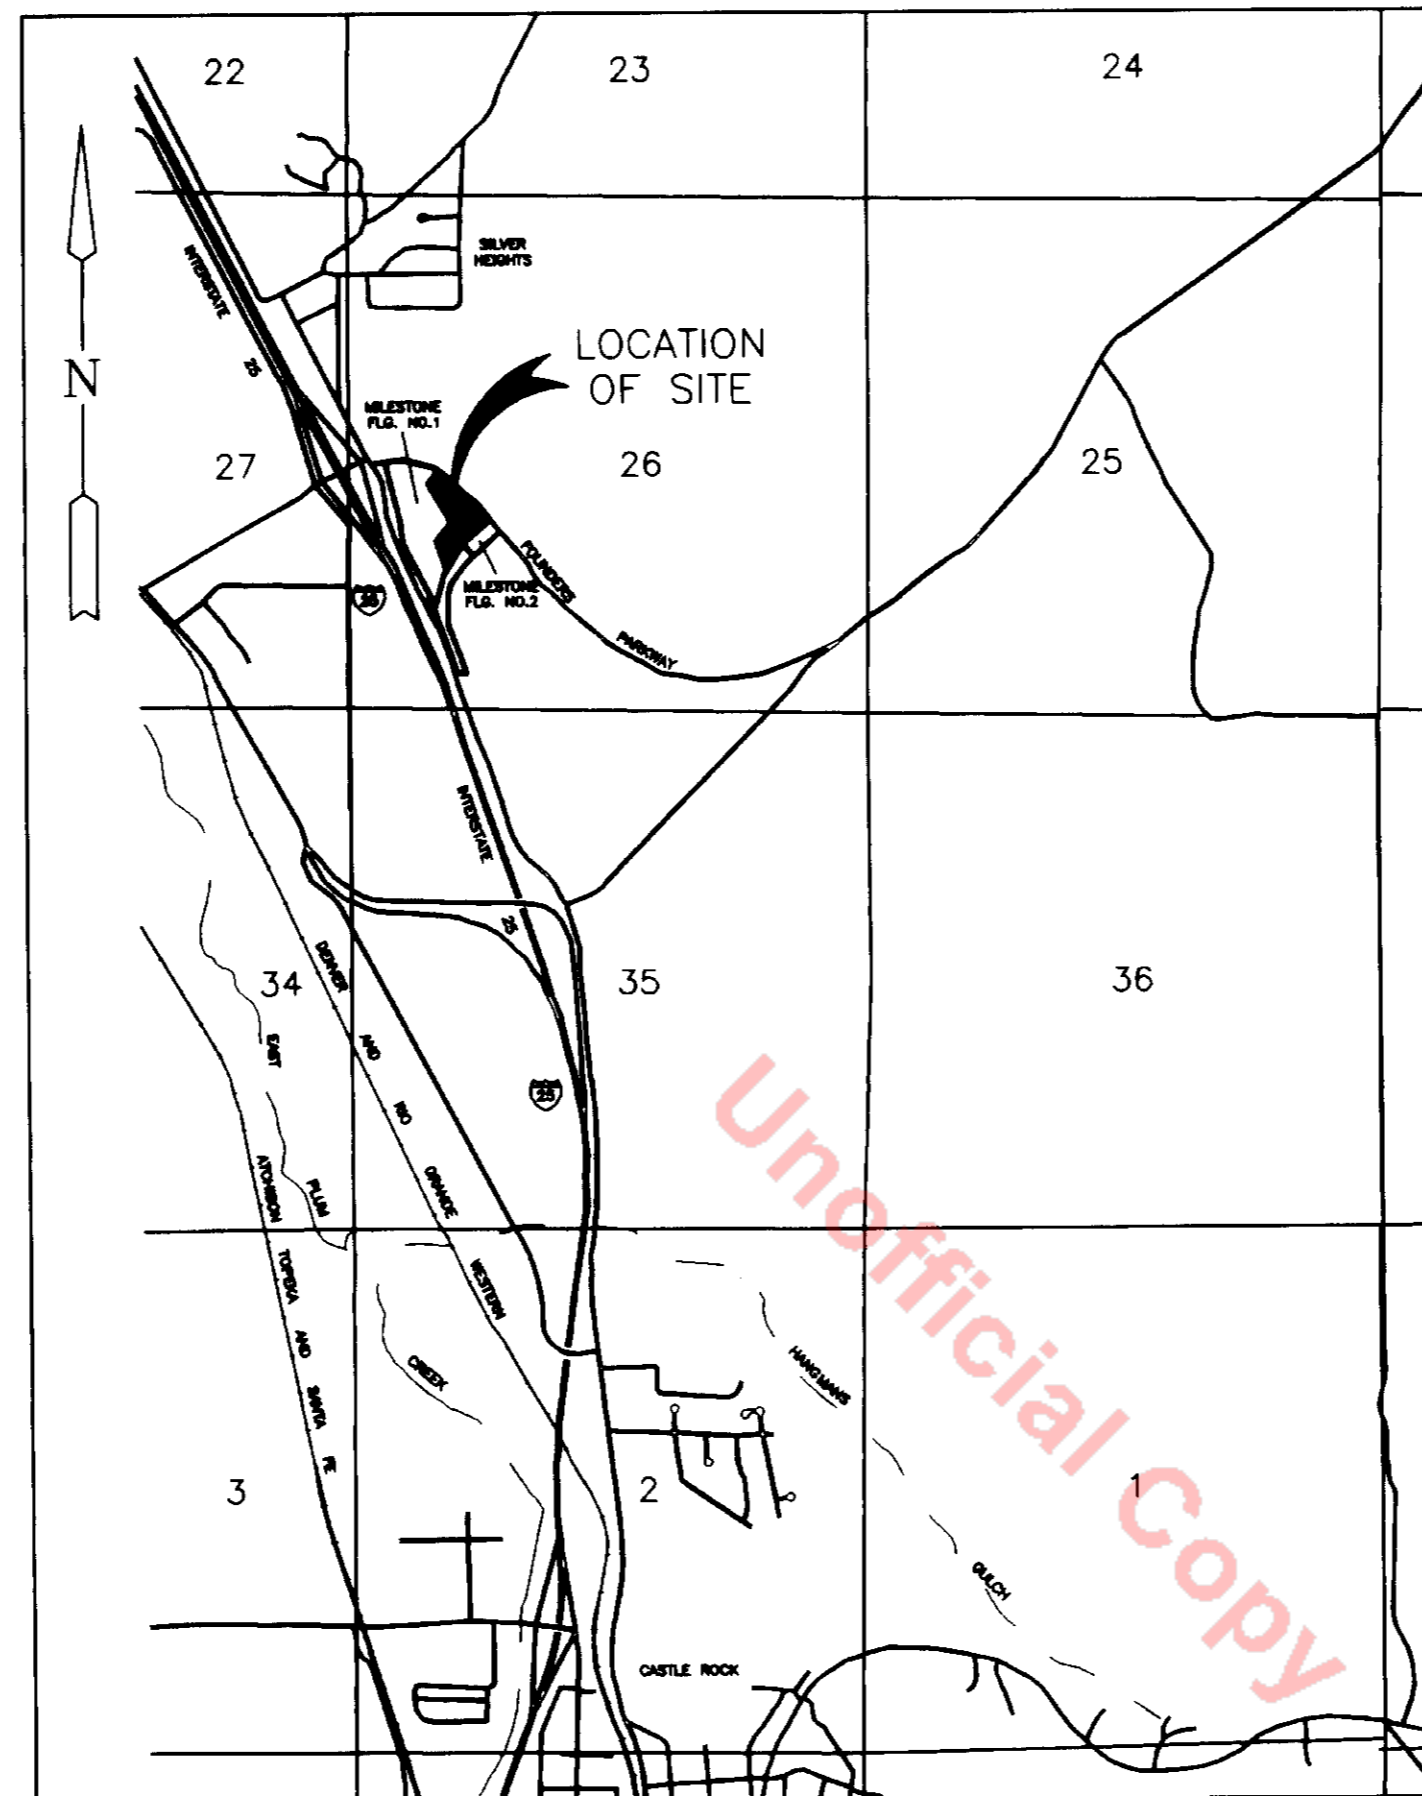 22
23
24
SILVER
HEIGHTS
INTERSTATE
25
N
LOCATION
OF SITE
MILESTONE
FLG. NO.1
27
26
25
FOUNDERS
PARKWAY
MILESTONE
FLG. NO.2
25
INTERSTATE
25
34
35
36
DENVER
AND
RIO
GRANDE
WESTERN
EAST
PLUM
CREEK
25
ATCHISON
TOPEKA
AND
SANTA
FE
HANGMANS
GULCH
3
2
1
CASTLE ROCK
Unofficial Copy